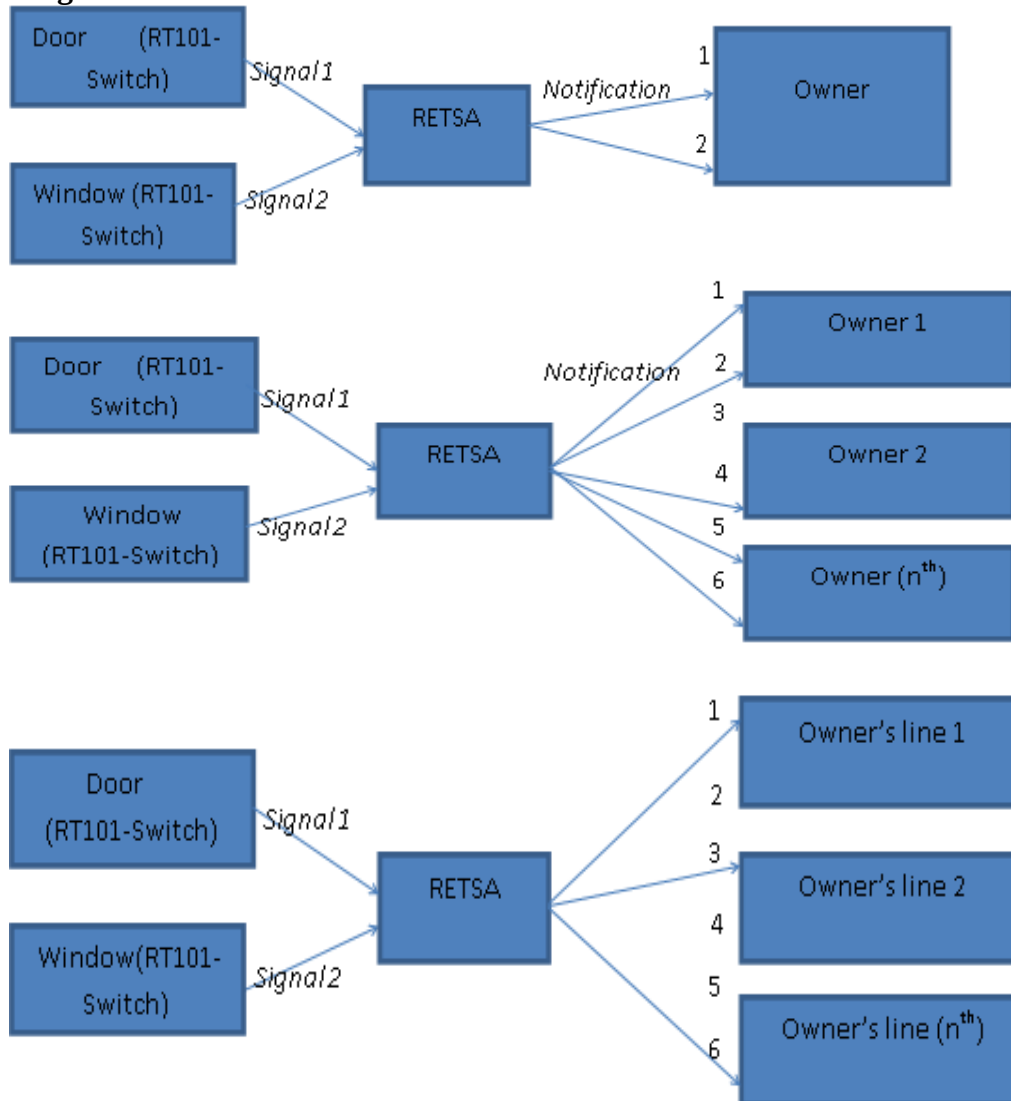 Door (RT101-
Switch)
Signal1
Window (RT101-
Switch)
Signal2
RETSA
Notification
1
2
Owner
Door (RT101-
Switch)
Signal1
Window
(RT101-Switch)
Signal2
RETSA
Notification
1
2
3
4
5
6
Owner 1
Owner 2
Owner (nth)
Door
(RT101-Switch)
Signal1
Window(RT101-
Switch)
Signal2
RETSA
1
2
3
4
5
6
Owner's line 1
Owner's line 2
Owner's line (nth)